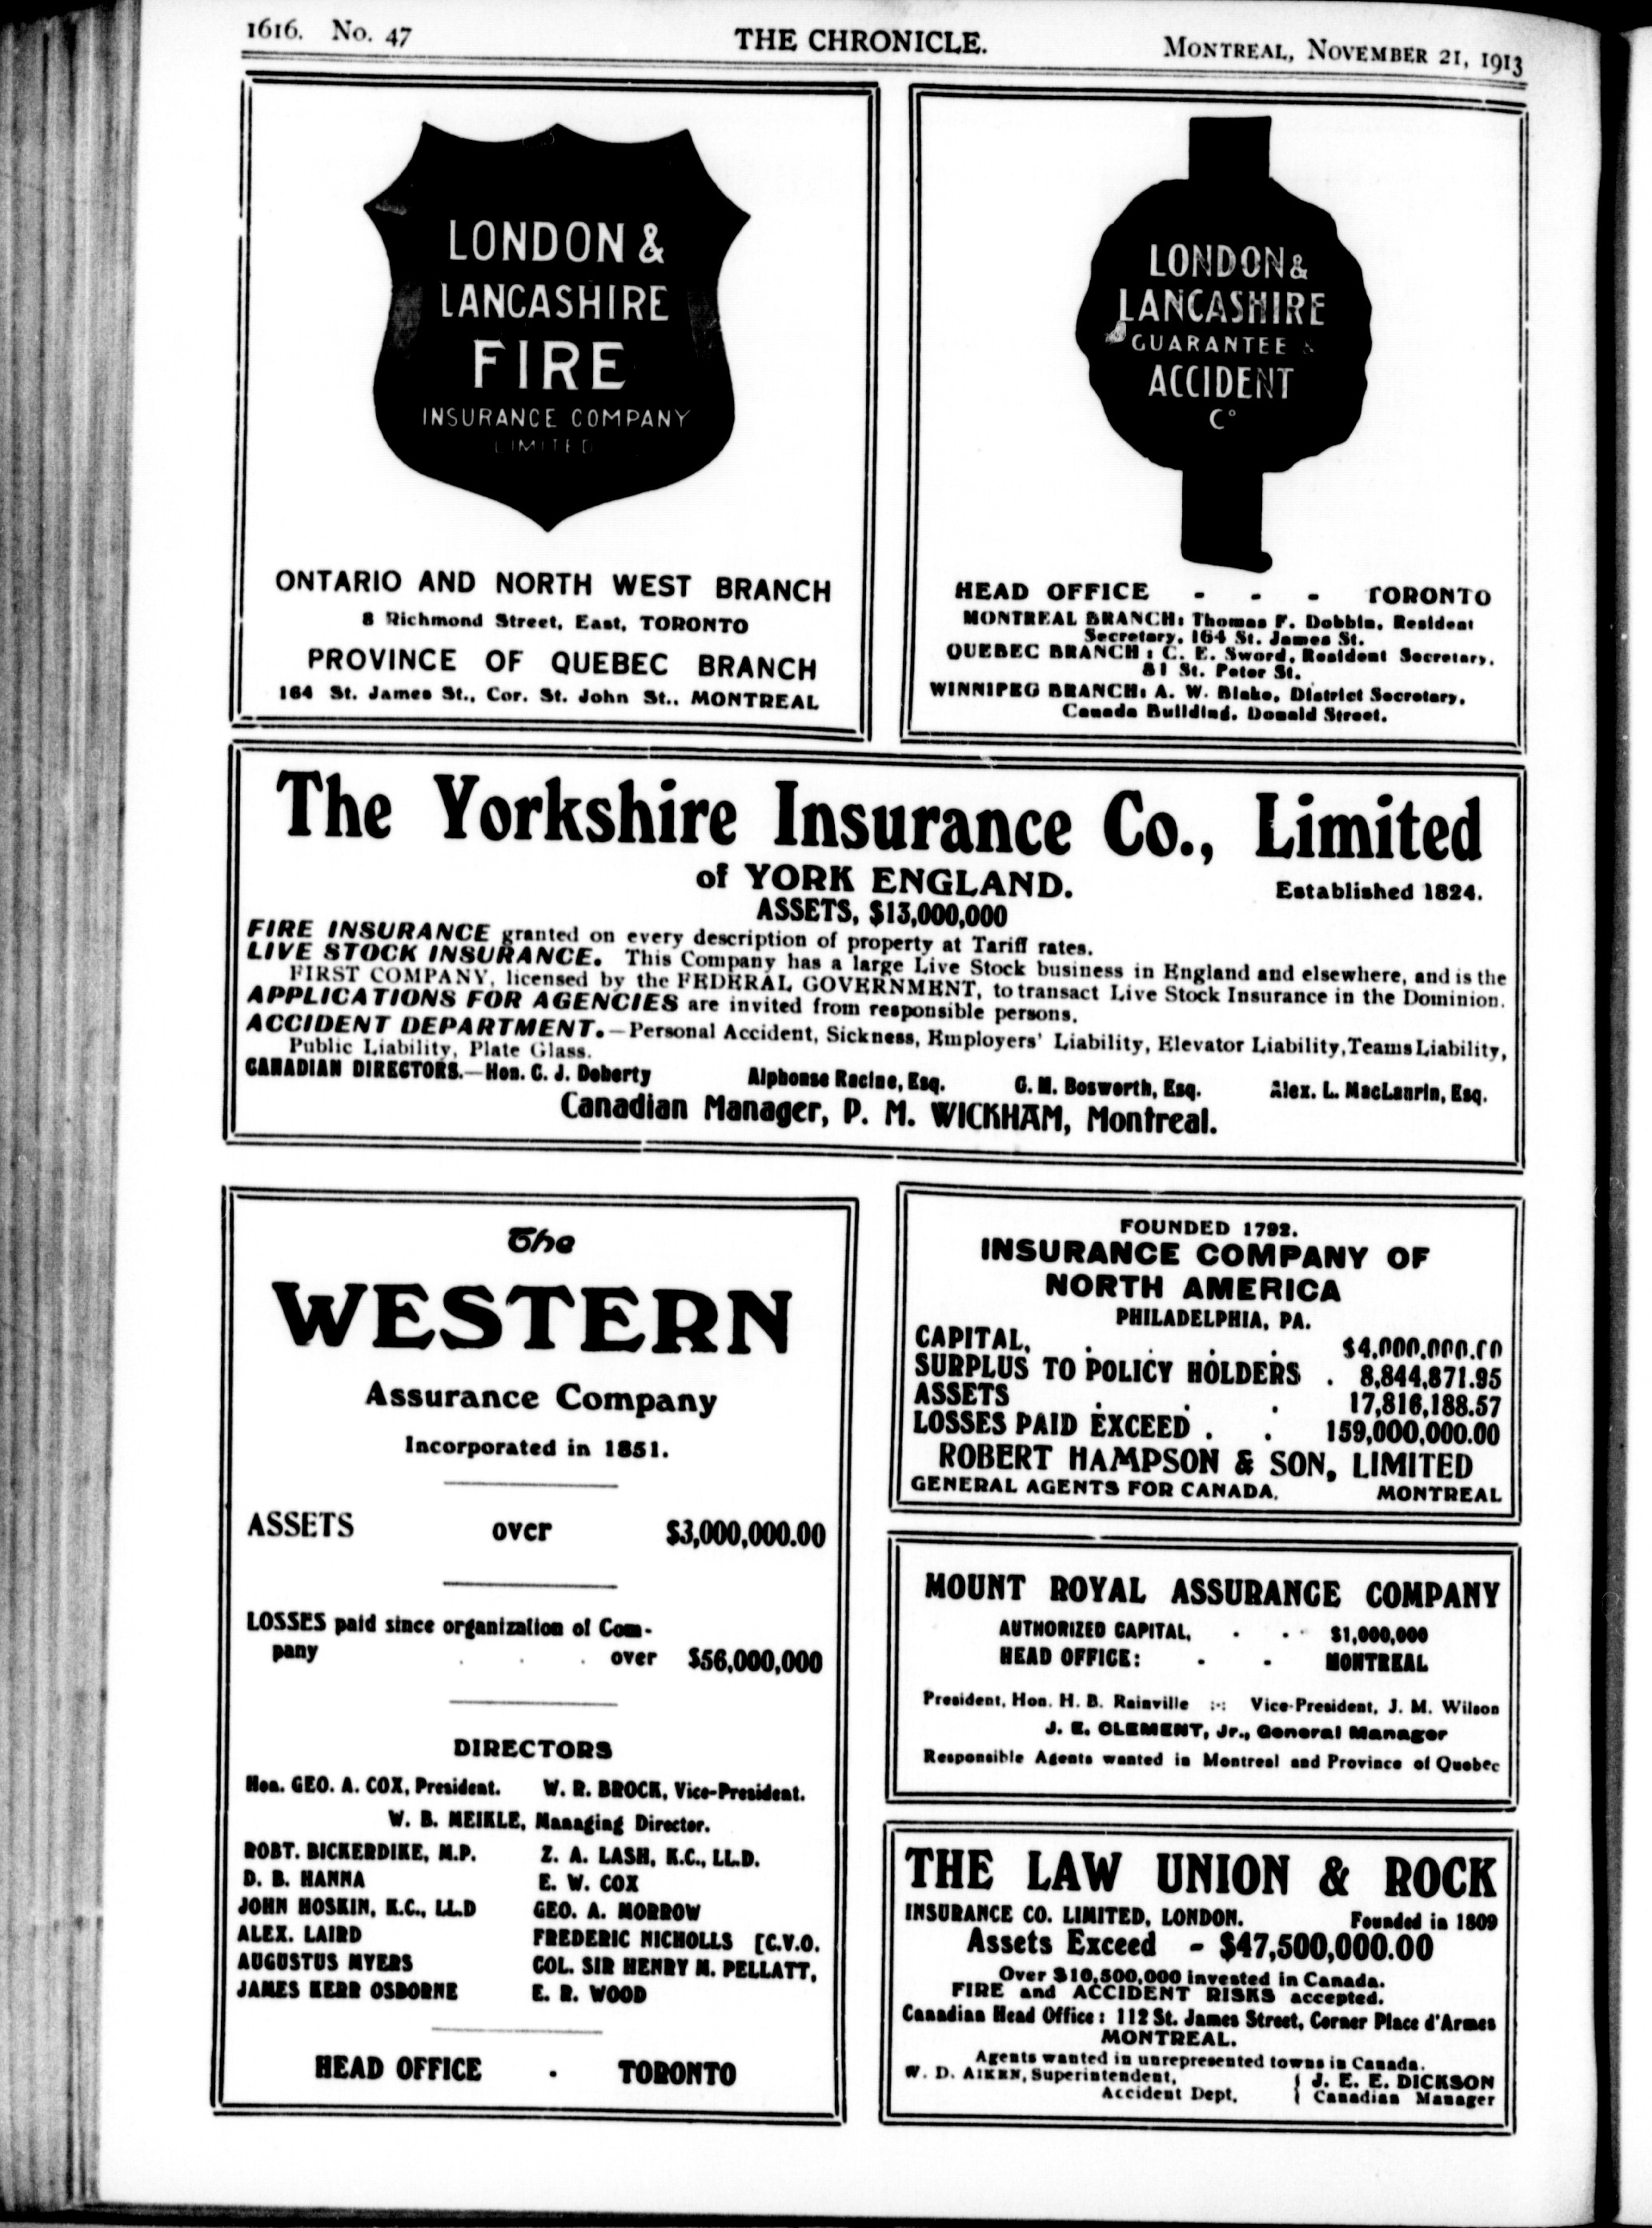 1616. No. 47
THE CHRONICLE.
MONTREAL, NOVEMBER 21, 1913
LONDON &
LANCASHIRE
FIRE
INSURANCE COMPANY
LIMITED
ONTARIO AND NORTH WEST BRANCH
8 Richmond Street, East, TORONTO
PROVINCE OF QUEBEC BRANCH
164 St. James St., Cor. St. John St., MONTREAL
LONDON &
LANCASHIRE
GUARANTEE &
ACCIDENT
Cº
HEAD OFFICE - - - TORONTO
MONTREAL BRANCH: Thomas F. Dobbin, Resident
Secretary, 164 St. James St.
QUEBEC BRANCH: C. E. Sword, Resident Secretary,
81 St. Peter St.
WINNIPEG BRANCH: A. W. Blake, District Secretary,
Canada Building, Donald Street.
The Yorkshire Insurance Co., Limited
of YORK ENGLAND.
Established 1824.
ASSETS, $13,000,000
FIRE INSURANCE granted on every description of property at Tariff rates.
LIVE STOCK INSURANCE. This Company has a large Live Stock business in England and elsewhere, and is the
FIRST COMPANY, licensed by the FEDERAL GOVERNMENT, to transact Live Stock Insurance in the Dominion.
APPLICATIONS FOR AGENCIES are invited from responsible persons.
ACCIDENT DEPARTMENT.—Personal Accident, Sickness, Employers' Liability, Elevator Liability, Teams Liability,
Public Liability, Plate Glass.
CANADIAN DIRECTORS.—Hon. C. J. Doherty Alphonse Racine, Esq. G. M. Bosworth, Esq. Alex. L. MacLaurin, Esq.
Canadian Manager, P. M. WICKHAM, Montreal.
The
WESTERN
Assurance Company
Incorporated in 1851.
ASSETS over $3,000,000.00
LOSSES paid since organization of Com-
pany . . . over $56,000,000
DIRECTORS
Hon. GEO. A. COX, President. W. R. BROCK, Vice-President.
W. B. MEIKLE, Managing Director.
ROBT. BICKERDIKE, M.P. Z. A. LASH, K.C., LL.D.
D. B. HANNA E. W. COX
JOHN HOSKIN, K.C., LL.D GEO. A. MORROW
ALEX. LAIRD FREDERIC NICHOLLS [C.V.O.
AUGUSTUS MYERS COL. SIR HENRY M. PELLATT,
JAMES KERR OSBORNE E. R. WOOD
HEAD OFFICE . TORONTO
FOUNDED 1792.
INSURANCE COMPANY OF
NORTH AMERICA
PHILADELPHIA, PA.
CAPITAL, . . . . $4,000,000.00
SURPLUS TO POLICY HOLDERS . 8,844,871.95
ASSETS . . . 17,816,188.57
LOSSES PAID EXCEED . . 159,000,000.00
ROBERT HAMPSON & SON, LIMITED
GENERAL AGENTS FOR CANADA. MONTREAL
MOUNT ROYAL ASSURANCE COMPANY
AUTHORIZED CAPITAL, . . . $1,000,000
HEAD OFFICE: - - MONTREAL
President, Hon. H. B. Rainville :-: Vice-President, J. M. Wilson
J. E. CLEMENT, Jr., General Manager
Responsible Agents wanted in Montreal and Province of Quebec
THE LAW UNION & ROCK
INSURANCE CO. LIMITED, LONDON. Founded in 1809
Assets Exceed - $47,500,000.00
Over $10,500,000 invested in Canada.
FIRE and ACCIDENT RISKS accepted.
Canadian Head Office: 112 St. James Street, Corner Place d'Armes
MONTREAL.
Agents wanted in unrepresented towns in Canada.
W. D. AIKEN, Superintendent, { J. E. E. DICKSON
Accident Dept. Canadian Manager